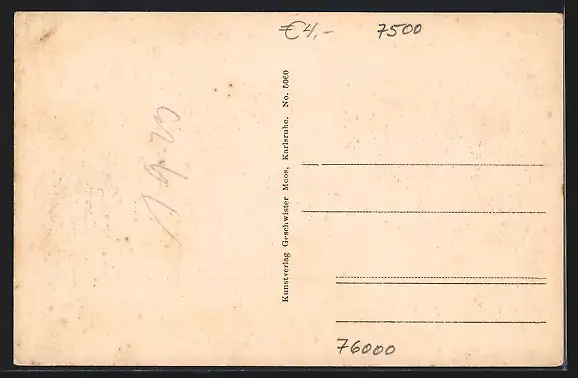 €4,-
7500
Kunstverlag Geschwister Moos, Karlsruhe. No. 5060
76000